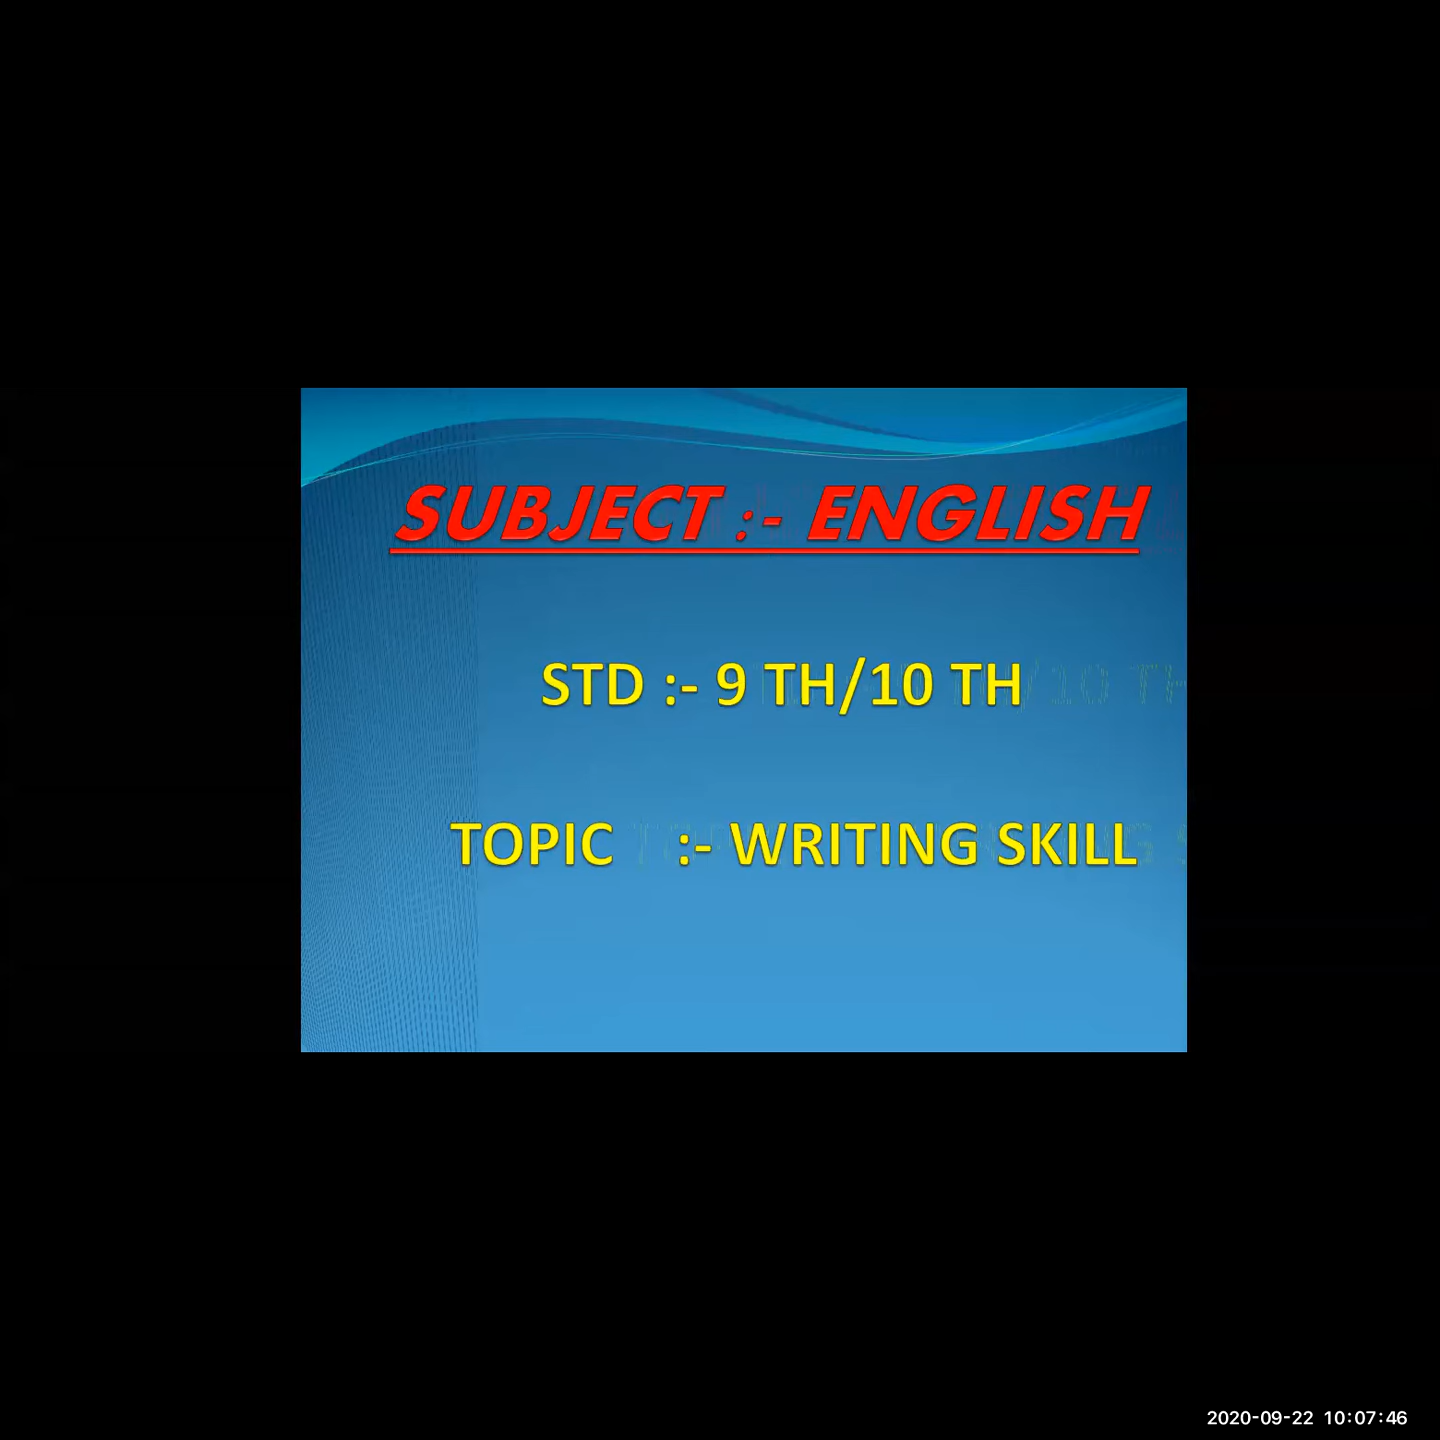 SUBJECT :- ENGLISH
STD :- 9 TH/10 TH
TOPIC :- WRITING SKILL
2020-09-22 10:07:46